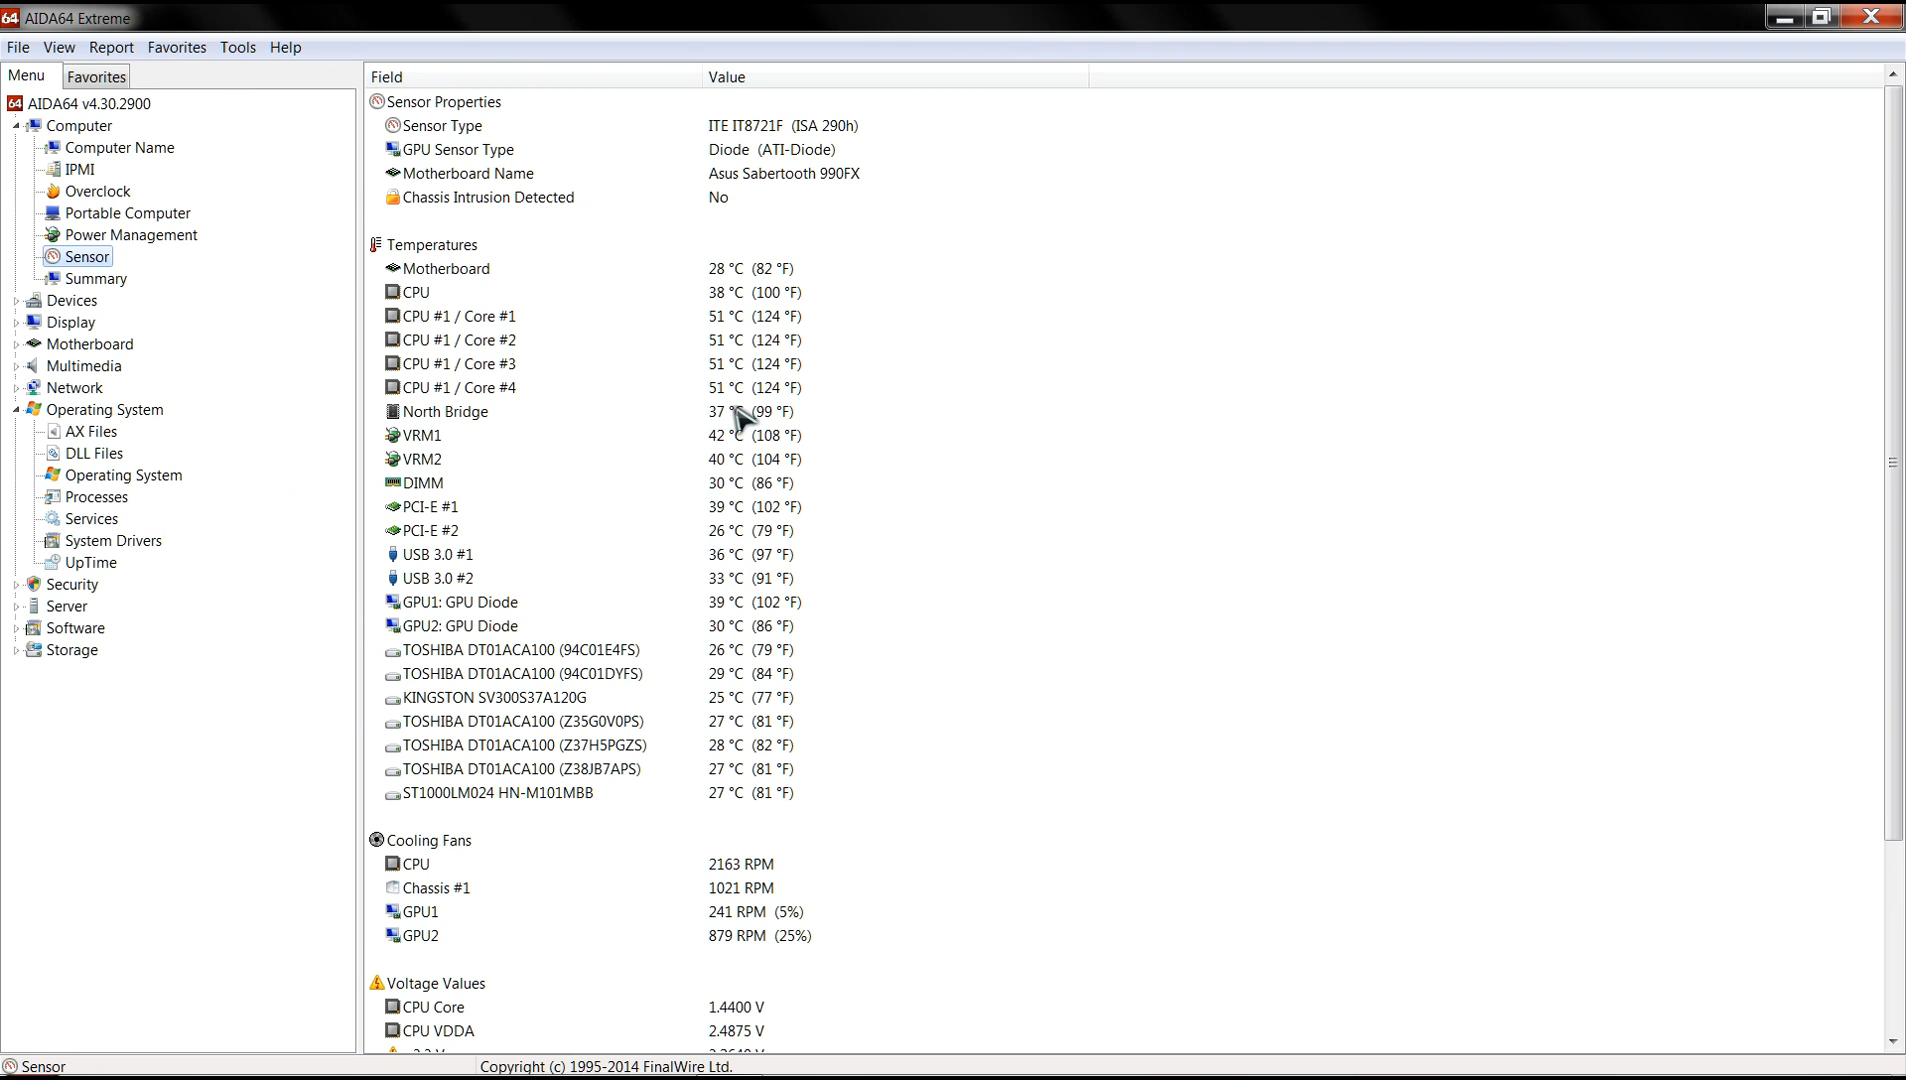 64 AIDA64 Extreme
File View Report Favorites Tools Help
Menu Favorites
64 AIDA64 v4.30.2900
Computer
Computer Name
IPMI
Overclock
Portable Computer
Power Management
Sensor
Summary
Devices
Display
Motherboard
Multimedia
Network
Operating System
AX Files
DLL Files
Operating System
Processes
Services
System Drivers
UpTime
Security
Server
Software
Storage
Field Value
Sensor Properties
Sensor Type ITE IT8721F (ISA 290h)
GPU Sensor Type Diode (ATI-Diode)
Motherboard Name Asus Sabertooth 990FX
Chassis Intrusion Detected No
Temperatures
Motherboard 28 °C (82 °F)
CPU 38 °C (100 °F)
CPU #1 / Core #1 51 °C (124 °F)
CPU #1 / Core #2 51 °C (124 °F)
CPU #1 / Core #3 51 °C (124 °F)
CPU #1 / Core #4 51 °C (124 °F)
North Bridge 37 °C (99 °F)
VRM1 42 °C (108 °F)
VRM2 40 °C (104 °F)
DIMM 30 °C (86 °F)
PCI-E #1 39 °C (102 °F)
PCI-E #2 26 °C (79 °F)
USB 3.0 #1 36 °C (97 °F)
USB 3.0 #2 33 °C (91 °F)
GPU1: GPU Diode 39 °C (102 °F)
GPU2: GPU Diode 30 °C (86 °F)
TOSHIBA DT01ACA100 (94C01E4FS) 26 °C (79 °F)
TOSHIBA DT01ACA100 (94C01DYFS) 29 °C (84 °F)
KINGSTON SV300S37A120G 25 °C (77 °F)
TOSHIBA DT01ACA100 (Z35G0V0PS) 27 °C (81 °F)
TOSHIBA DT01ACA100 (Z37H5PGZS) 28 °C (82 °F)
TOSHIBA DT01ACA100 (Z38JB7APS) 27 °C (81 °F)
ST1000LM024 HN-M101MBB 27 °C (81 °F)
Cooling Fans
CPU 2163 RPM
Chassis #1 1021 RPM
GPU1 241 RPM (5%)
GPU2 879 RPM (25%)
Voltage Values
CPU Core 1.4400 V
CPU VDDA 2.4875 V
Sensor Copyright (c) 1995-2014 FinalWire Ltd.